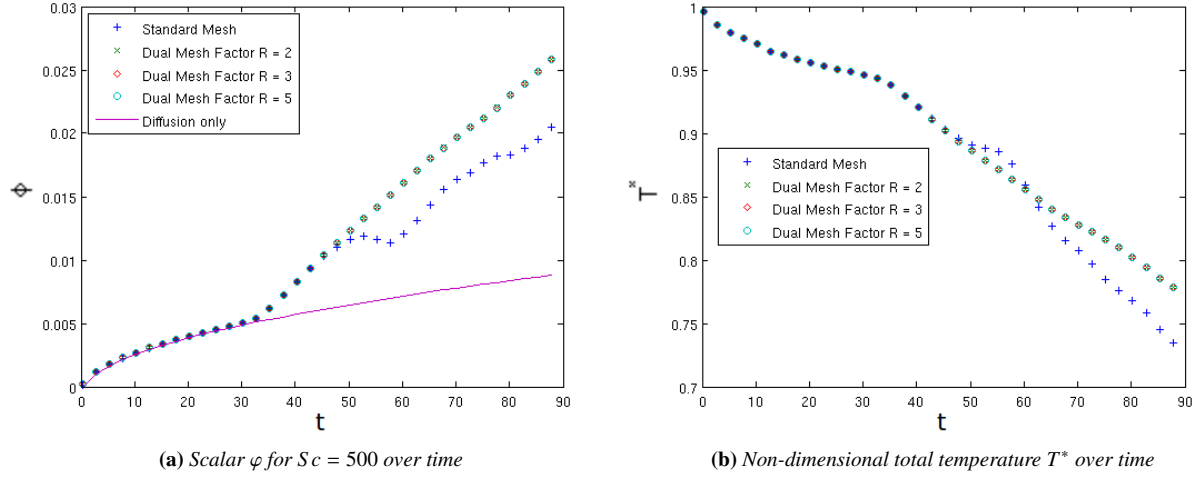 0.03
0.025
0.02
0.015
0.01
0.005
0
ϕ
Standard Mesh
Dual Mesh Factor R = 2
Dual Mesh Factor R = 3
Dual Mesh Factor R = 5
Diffusion only
0 10 20 30 40 50 60 70 80 90
t
(a) Scalar φ for Sc = 500 over time
1
0.95
0.9
0.85
0.8
0.75
0.7
T*
Standard Mesh
Dual Mesh Factor R = 2
Dual Mesh Factor R = 3
Dual Mesh Factor R = 5
0 10 20 30 40 50 60 70 80 90
t
(b) Non-dimensional total temperature T* over time